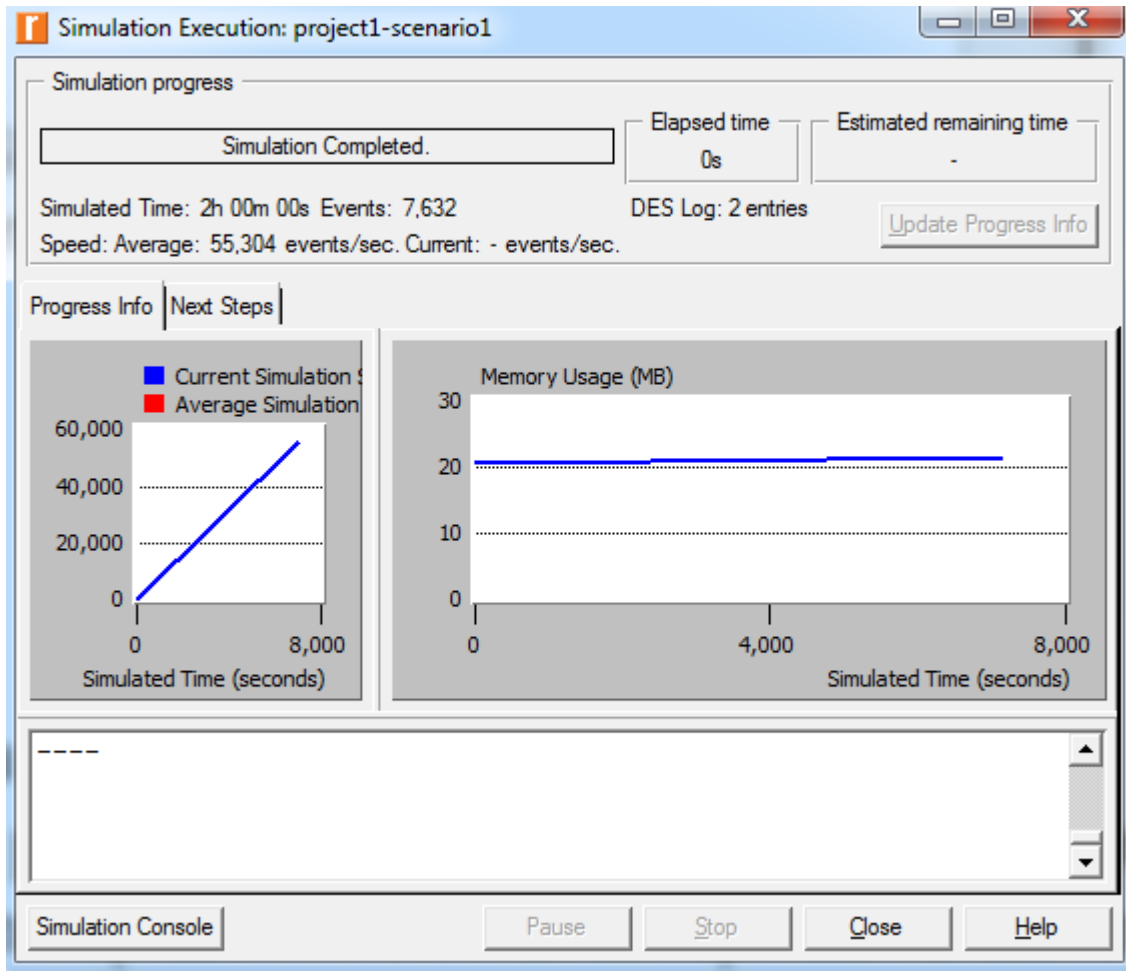 Simulation Execution: project1-scenario1
Simulation progress
Simulation Completed.
Elapsed time
0s
Estimated remaining time
-
Simulated Time: 2h 00m 00s Events: 7,632
DES Log: 2 entries
Speed: Average: 55,304 events/sec. Current: - events/sec.
Update Progress Info
Progress Info
Next Steps
Current Simulation S
Average Simulation
60,000
40,000
20,000
0
0 8,000
Simulated Time (seconds)
Memory Usage (MB)
30
20
10
0
0 4,000 8,000
Simulated Time (seconds)
----
Simulation Console
Pause
Stop
Close
Help